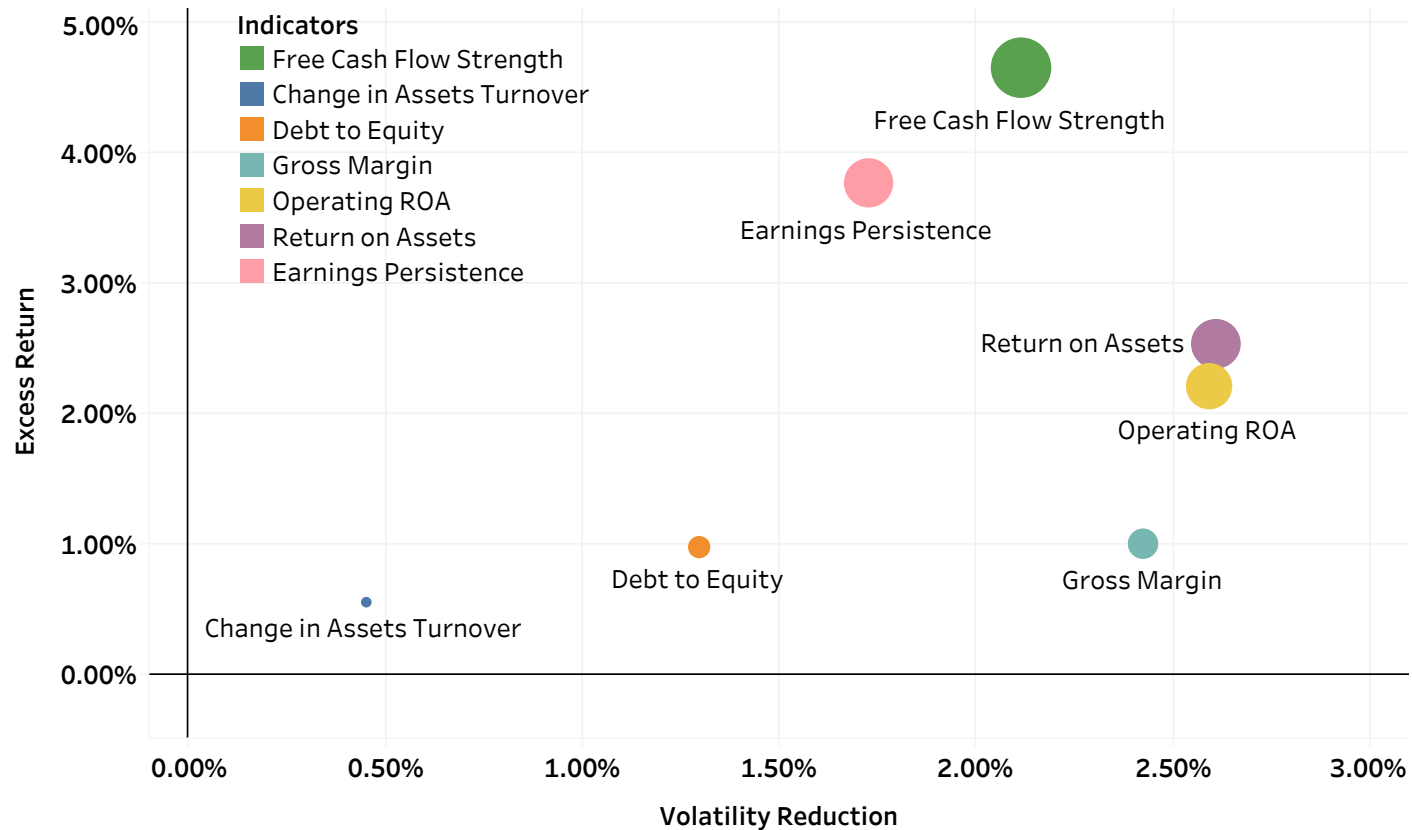 Indicators
Free Cash Flow Strength
Change in Assets Turnover
Debt to Equity
Gross Margin
Operating ROA
Return on Assets
Earnings Persistence
5.00%
4.00%
3.00%
2.00%
1.00%
0.00%
Excess Return
Free Cash Flow Strength
Earnings Persistence
Return on Assets
Operating ROA
Debt to Equity
Gross Margin
Change in Assets Turnover
0.00%
0.50%
1.00%
1.50%
2.00%
2.50%
3.00%
Volatility Reduction